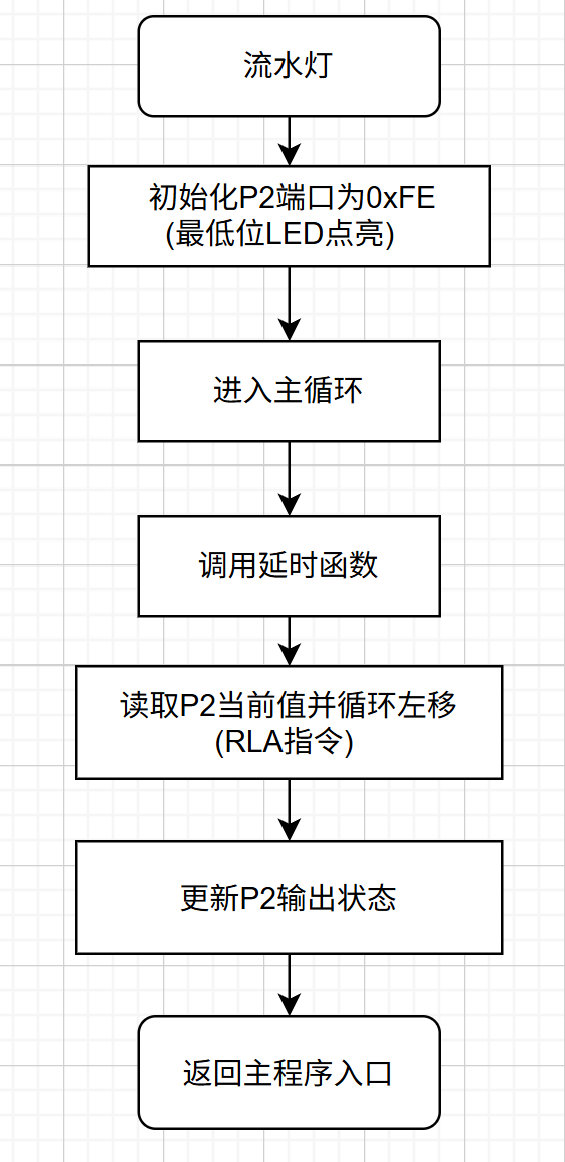 流水灯
初始化P2端口为0xFE
(最低位LED点亮)
进入主循环
调用延时函数
读取P2当前值并循环左移
(RLA指令)
更新P2输出状态
返回主程序入口